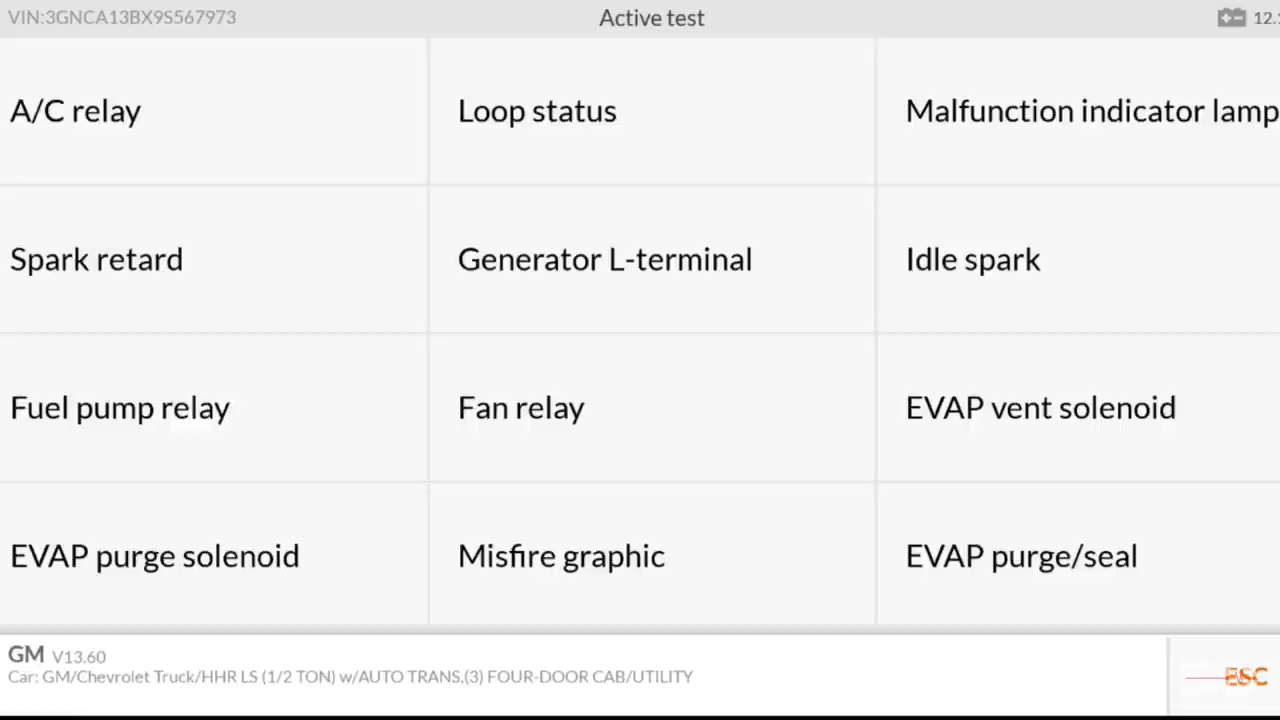 VIN:3GNCA13BX9S567973 Active test 12.
A/C relay Loop status Malfunction indicator lamp
Spark retard Generator L-terminal Idle spark
Fuel pump relay Fan relay EVAP vent solenoid
EVAP purge solenoid Misfire graphic EVAP purge/seal
GM V13.60
Car: GM/Chevrolet Truck/HHR LS (1/2 TON) w/AUTO TRANS,(3) FOUR-DOOR CAB/UTILITY
ESC